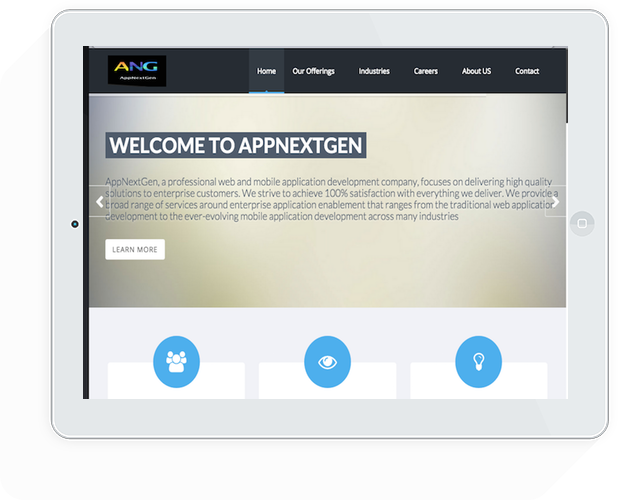 ANG
AppNextGen
Home Our Offerings Industries Careers About US Contact
WELCOME TO APPNEXTGEN
AppNextGen, a professional web and mobile application development company, focuses on delivering high quality
solutions to enterprise customers. We strive to achieve 100% satisfaction with everything we deliver. We provide a
broad range of services around enterprise application enablement that ranges from the traditional web application
development to the ever-evolving mobile application development across many industries
LEARN MORE